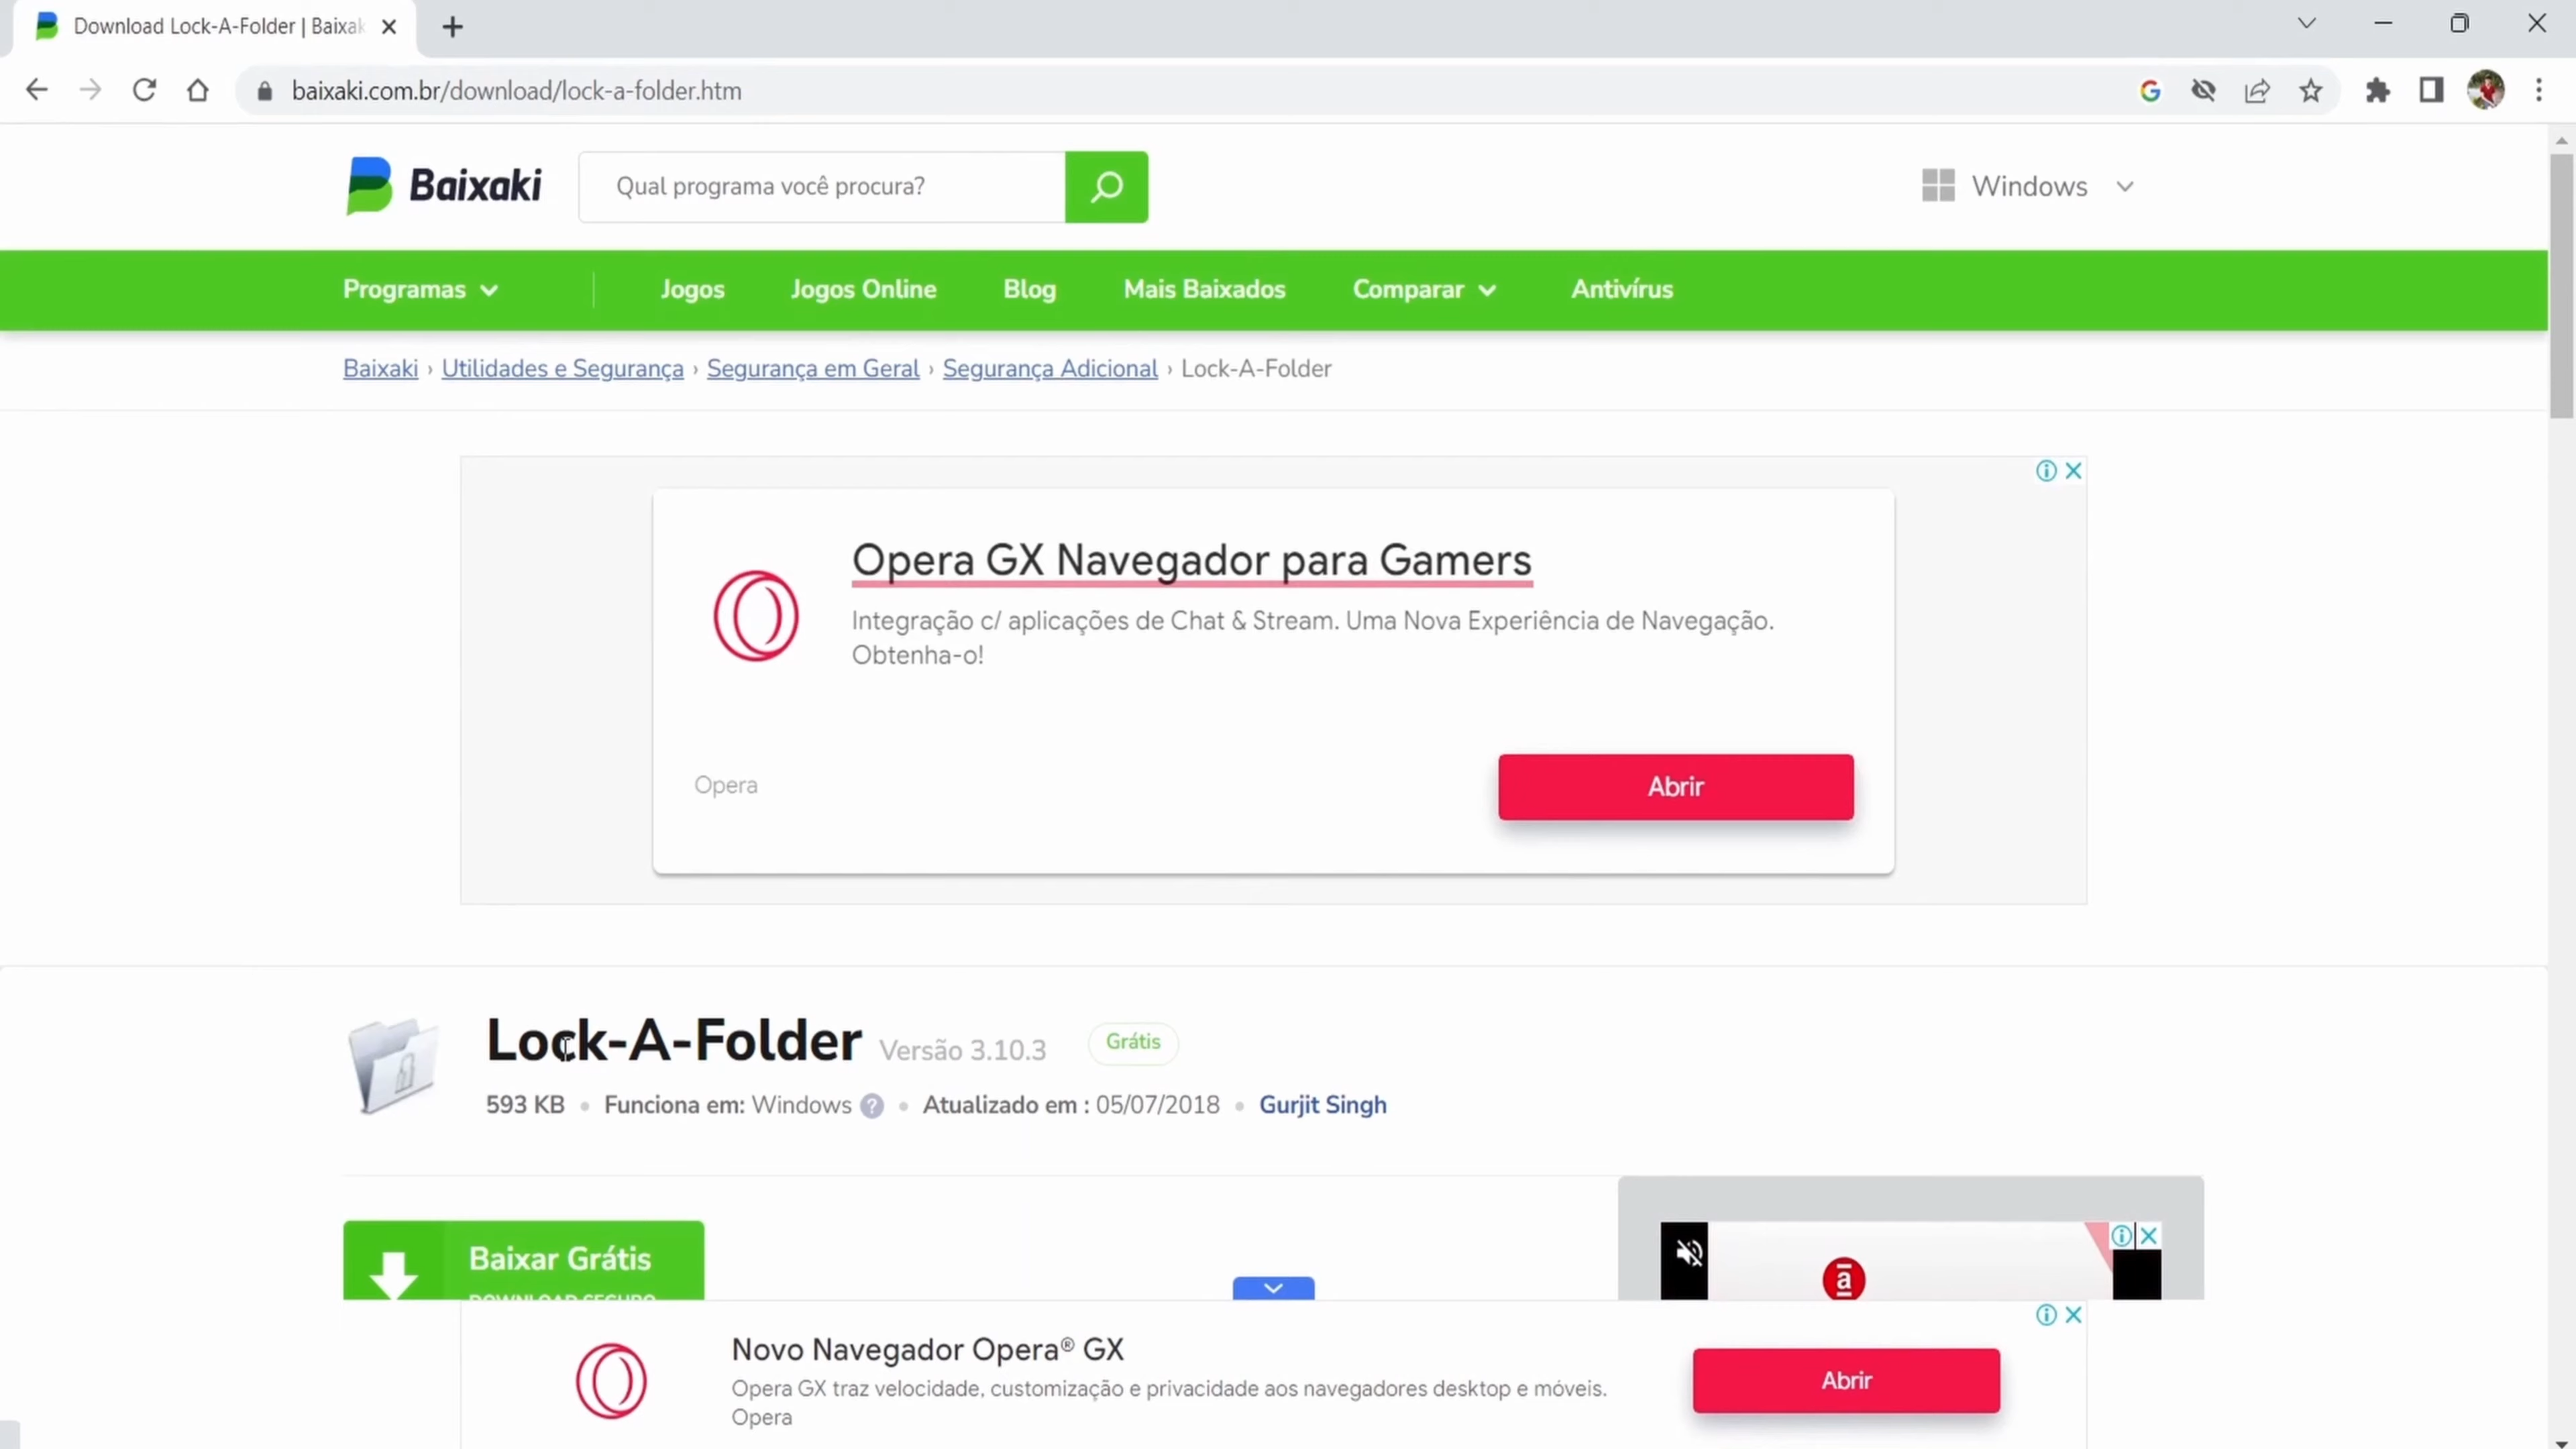 Download Lock-A-Folder | Baixak
baixaki.com.br/download/lock-a-folder.htm
Baixaki
Qual programa você procura?
Windows
Programas
Jogos
Jogos Online
Blog
Mais Baixados
Comparar
Antivírus
Baixaki › Utilidades e Segurança › Segurança em Geral › Segurança Adicional › Lock-A-Folder
Opera GX Navegador para Gamers
Integração c/ aplicações de Chat & Stream. Uma Nova Experiência de Navegação.
Obtenha-o!
Opera
Abrir
Lock-A-Folder Versão 3.10.3 Grátis
593 KB • Funciona em: Windows ? • Atualizado em : 05/07/2018 • Gurjit Singh
Baixar Grátis
DOWNLOAD SEGURO
Novo Navegador Opera® GX
Opera GX traz velocidade, customização e privacidade aos navegadores desktop e móveis.
Opera
Abrir